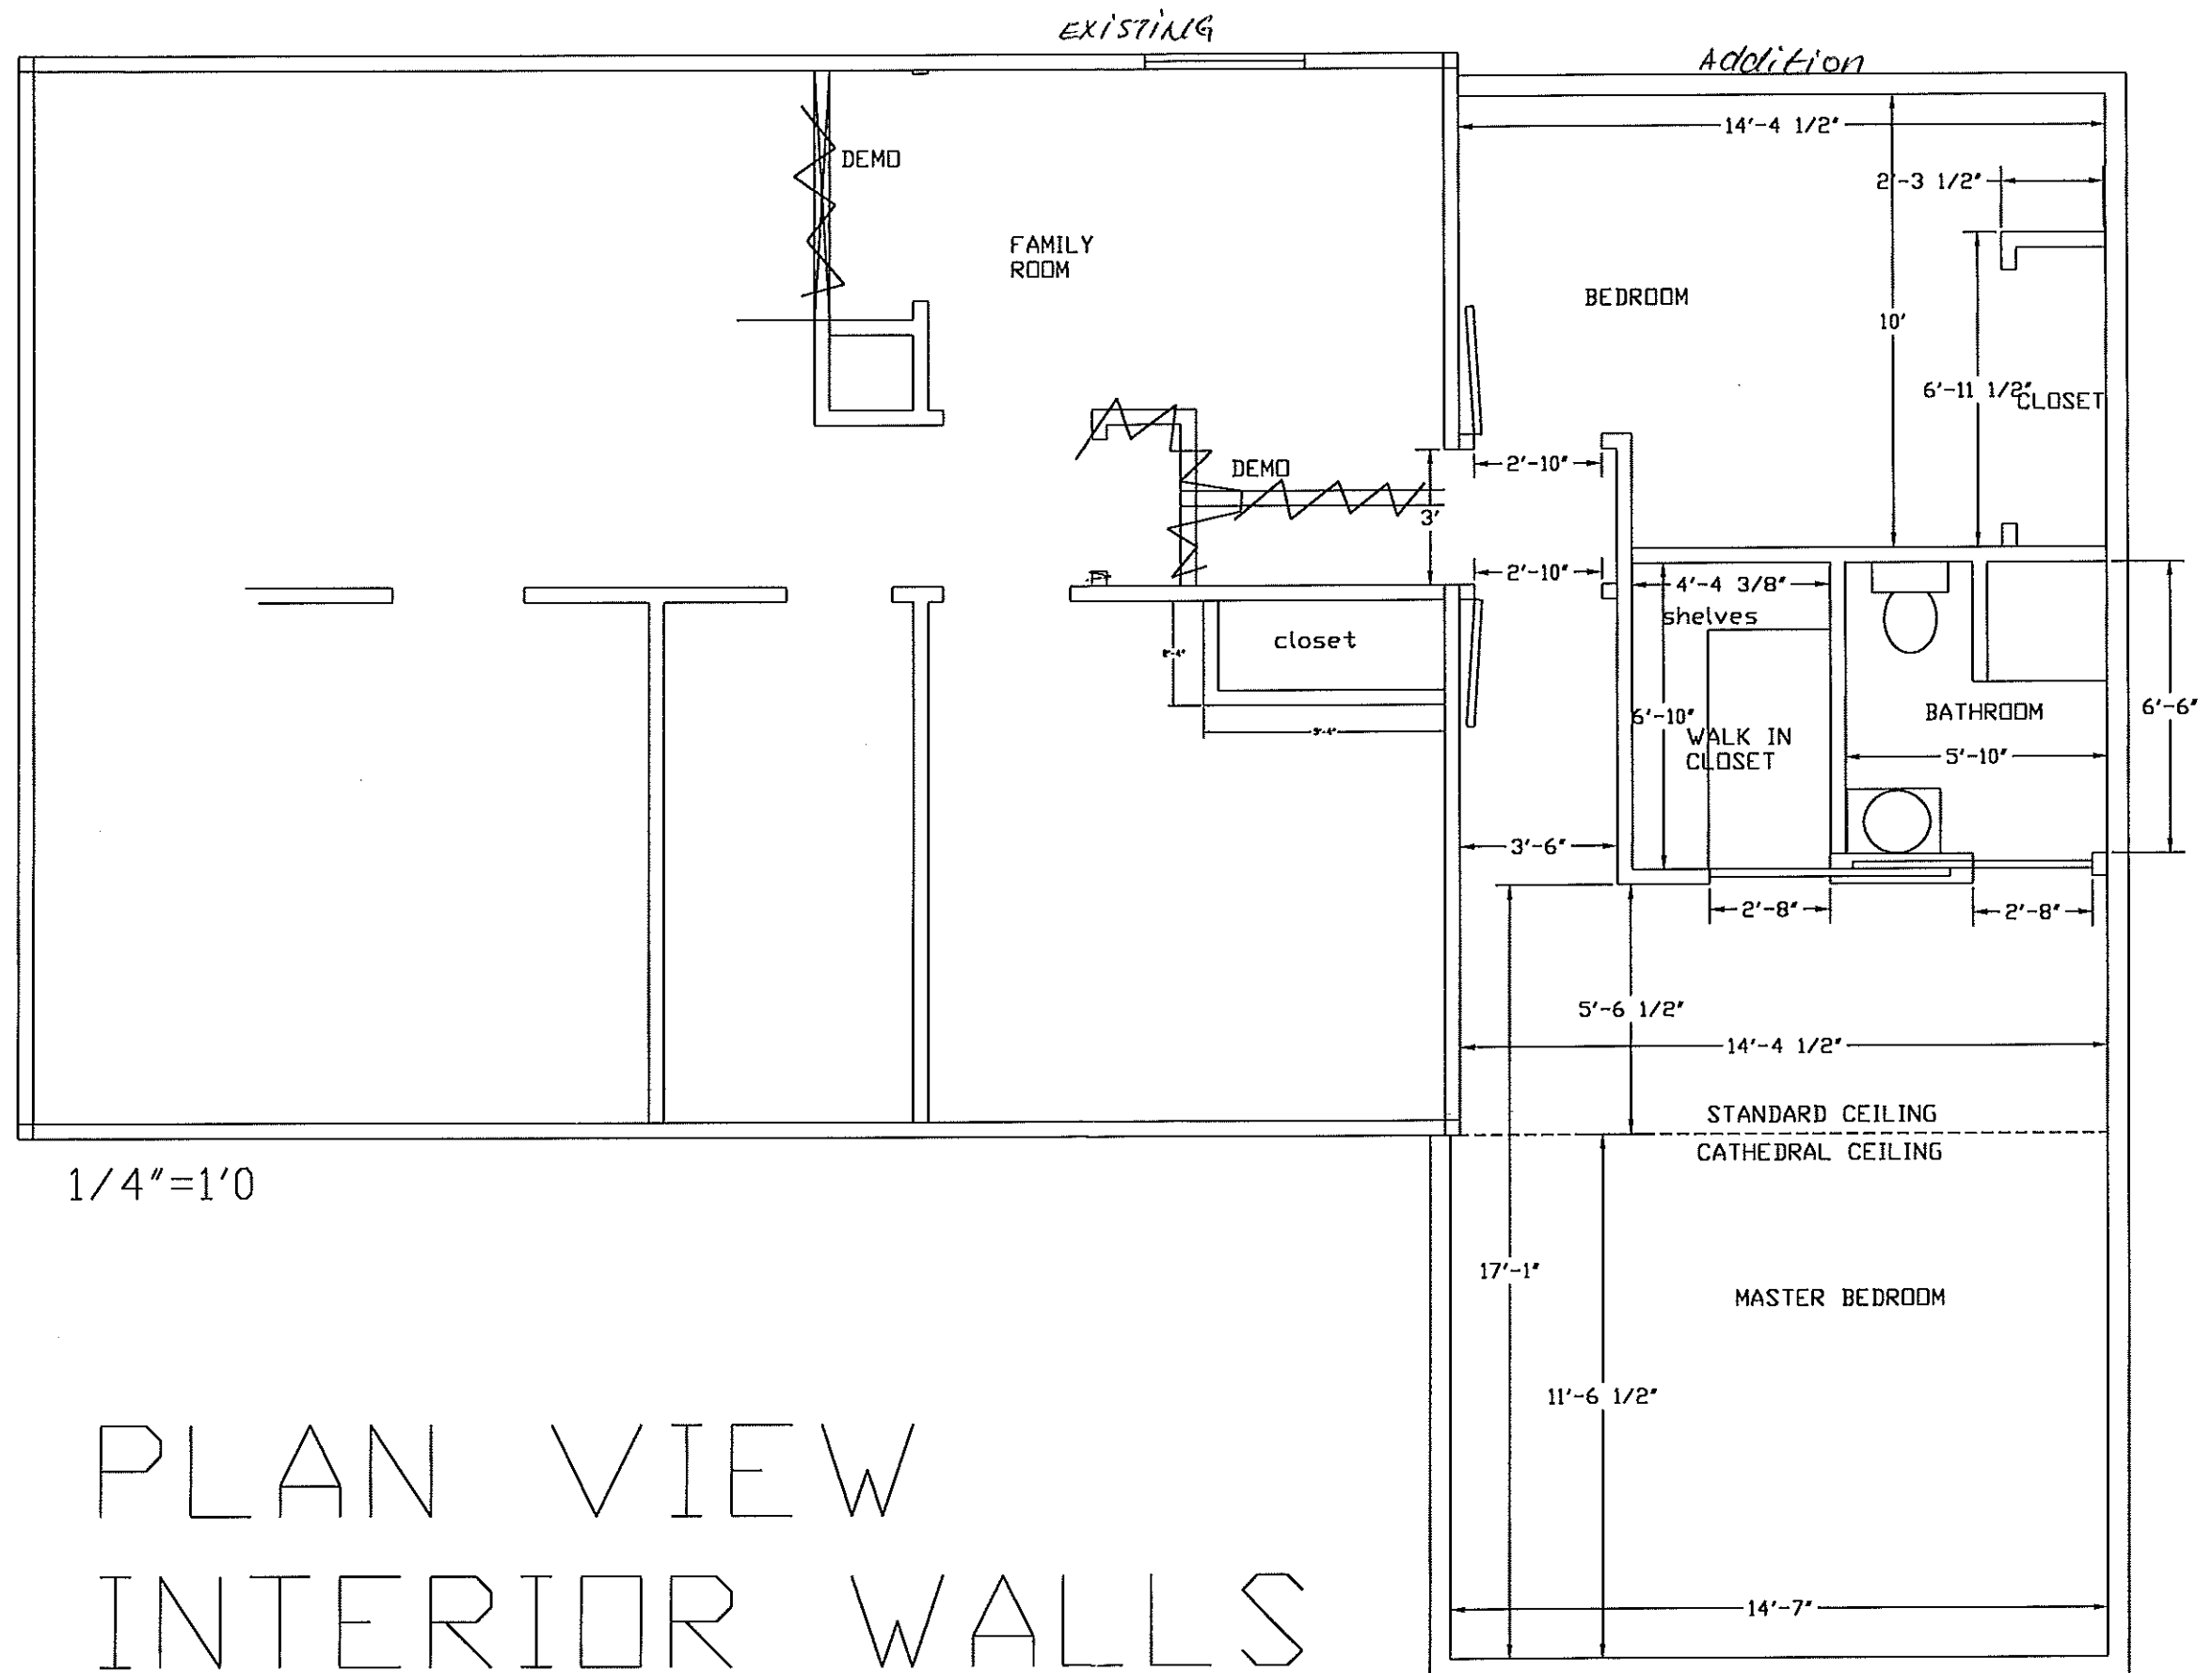 EXISTING
Addition
14'-4 1/2"
DEMO
2'-3 1/2"
FAMILY
ROOM
BEDROOM
10'
6'-11 1/2"
CLOSET
DEMO
2'-10"
3'
2'-10"
4'-4 3/8"
shelves
closet
6'-10"
WALK IN
CLOSET
BATHROOM
6'-6"
5'-10"
3'-6"
2'-8"
2'-8"
5'-6 1/2"
14'-4 1/2"
STANDARD CEILING
CATHEDRAL CEILING
1/4"=1'0
17'-1"
MASTER BEDROOM
11'-6 1/2"
PLAN VIEW
INTERIOR WALLS
14'-7"